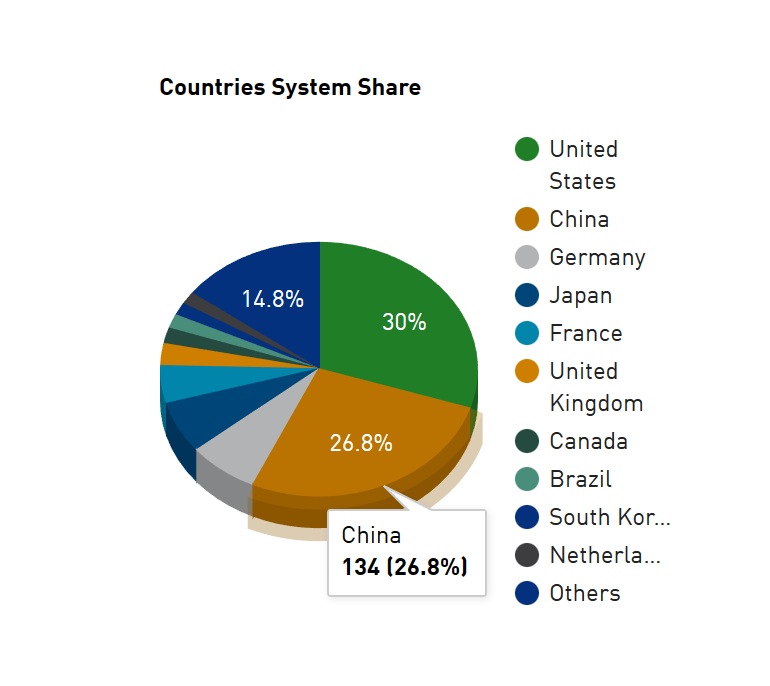 Countries System Share
United
States
China
Germany
Japan
France
United
Kingdom
Canada
Brazil
South Kor...
Netherla...
Others
14.8%
30%
26.8%
China
134 (26.8%)